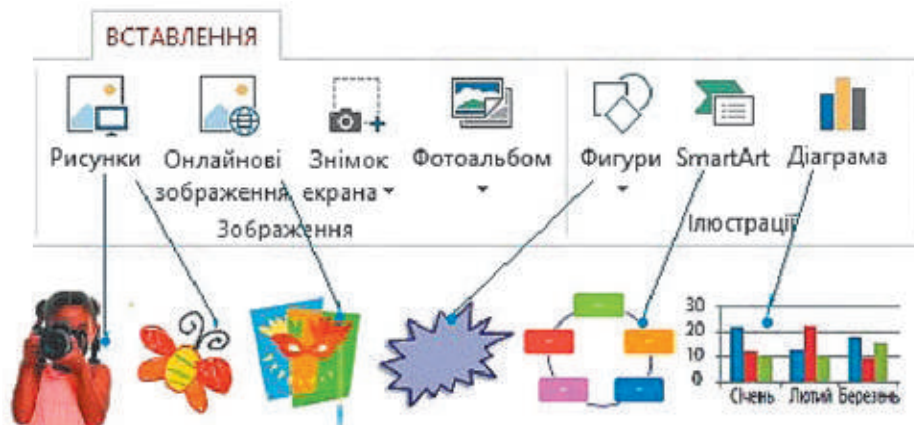 ВСТАВЛЕННЯ
Рисунки Онлайнові зображення Знімок екрана Фотоальбом Фигури SmartArt Діаграма
Зображення Ілюстрації
30
20
10
0
Січень Лютий Березень